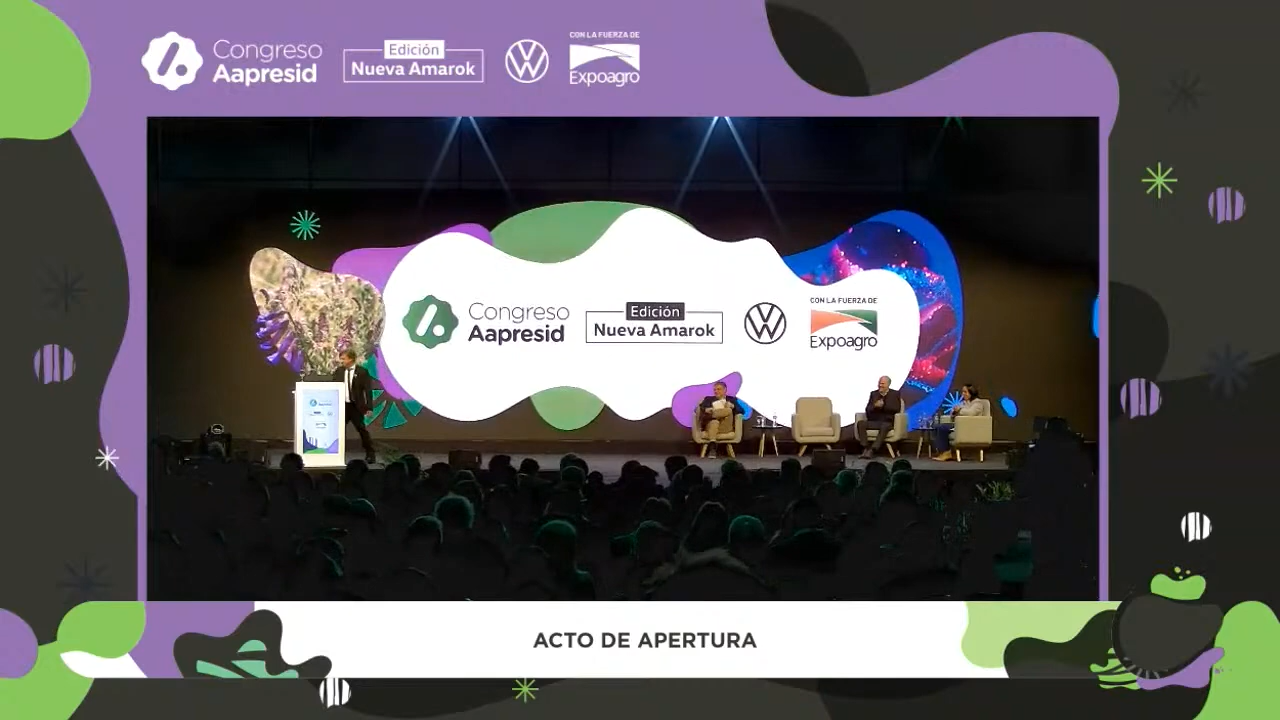 Congreso
Aapresid
Edición
Nueva Amarok
CON LA FUERZA DE
Expoagro
Congreso
Aapresid
Edición
Nueva Amarok
CON LA FUERZA DE
Expoagro
ACTO DE APERTURA